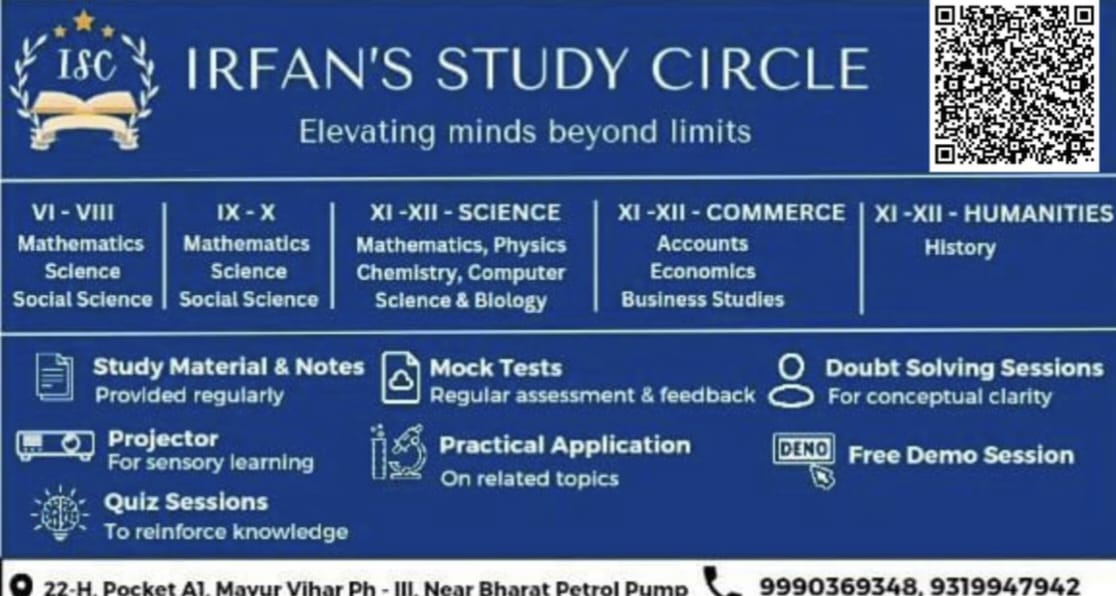 ISC
IRFAN'S STUDY CIRCLE
Elevating minds beyond limits
VI - VIII
Mathematics
Science
Social Science
IX - X
Mathematics
Science
Social Science
XI -XII - SCIENCE
Mathematics, Physics
Chemistry, Computer
Science & Biology
XI -XII - COMMERCE
Accounts
Economics
Business Studies
XI -XII - HUMANITIES
History
Study Material & Notes
Provided regularly
Mock Tests
Regular assessment & feedback
Doubt Solving Sessions
For conceptual clarity
Projector
For sensory learning
Practical Application
On related topics
DEMO
Free Demo Session
Quiz Sessions
To reinforce knowledge
22-H, Pocket A1, Mayur Vihar Ph - III, Near Bharat Petrol Pump
9990369348, 9319947942